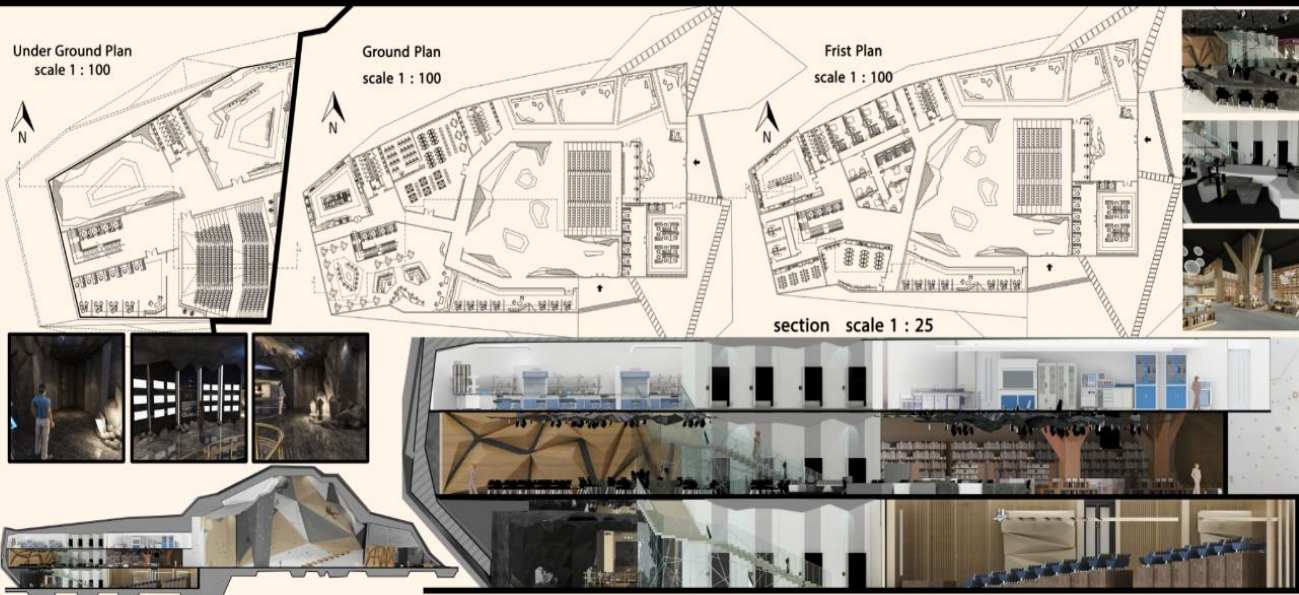 Under Ground Plan
scale 1 : 100
N
Ground Plan
scale 1 : 100
N
Frist Plan
scale 1 : 100
N
section scale 1 : 25